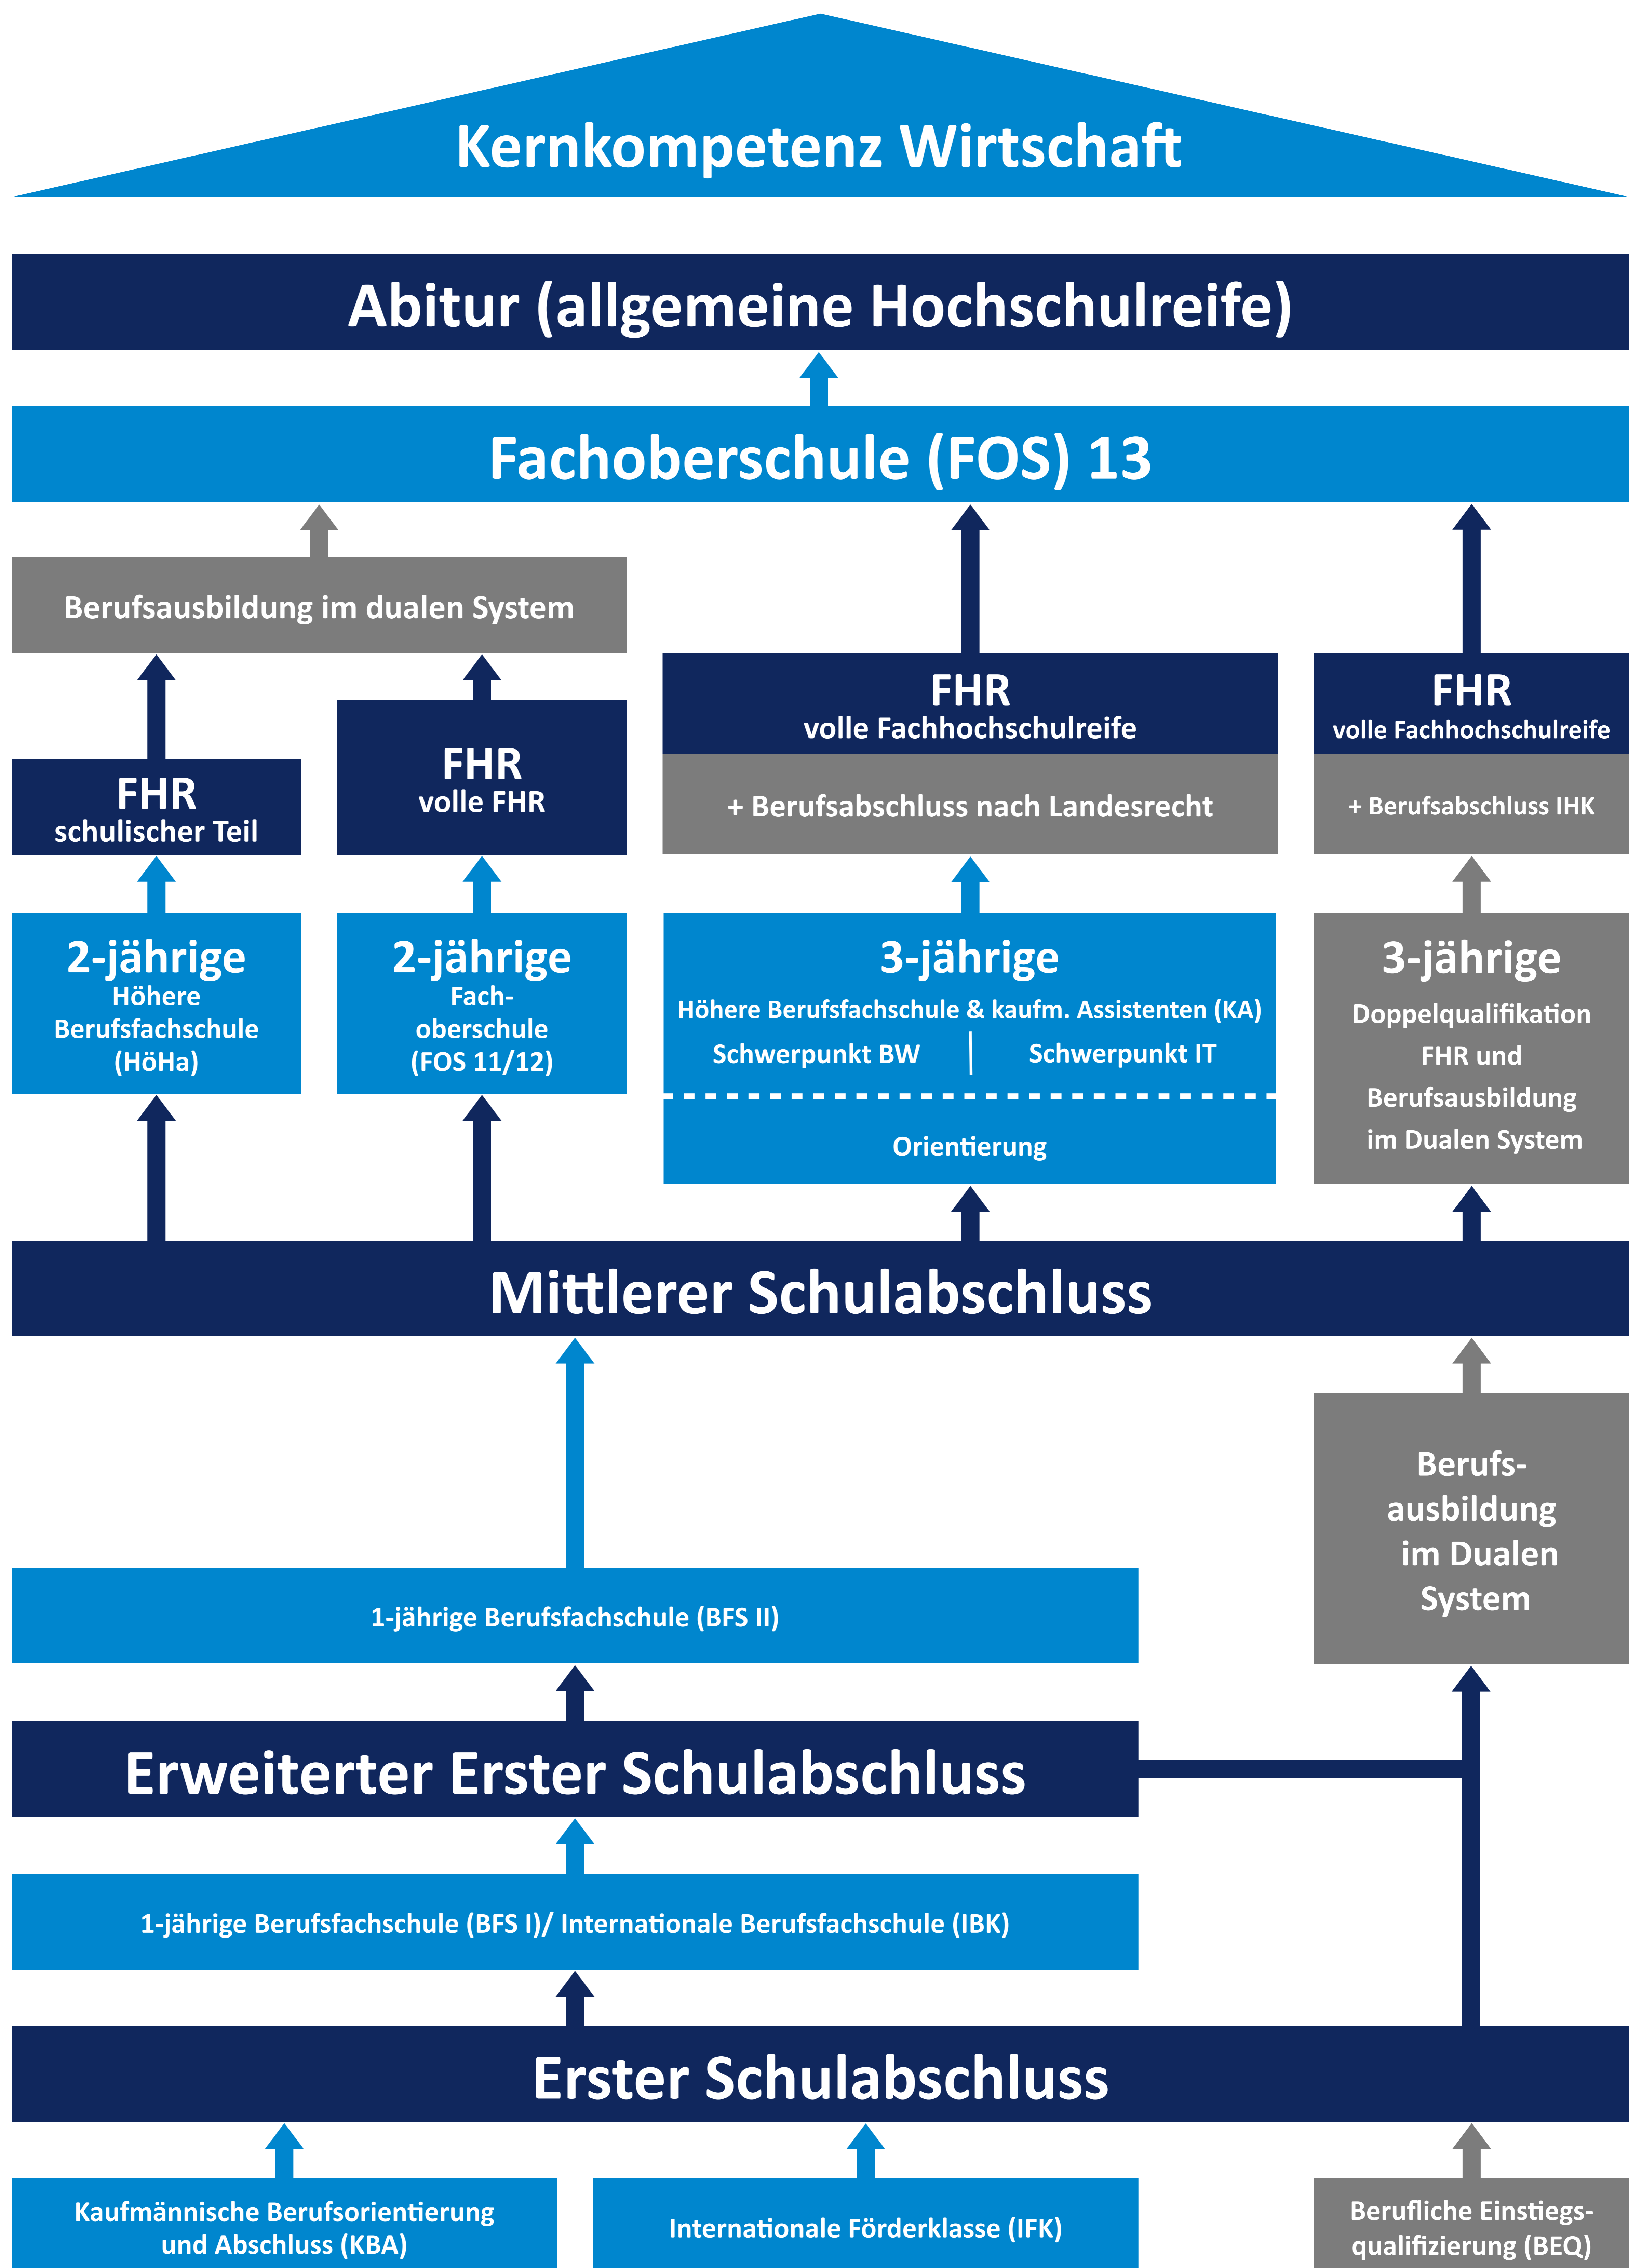 Kernkompetenz Wirtschaft
Abitur (allgemeine Hochschulreife)
Fachoberschule (FOS) 13
Berufsausbildung im dualen System
FHR
schulischer Teil
FHR
volle FHR
FHR
volle Fachhochschulreife
+ Berufsabschluss nach Landesrecht
FHR
volle Fachhochschulreife
+ Berufsabschluss IHK
2-jährige
Höhere
Berufsfachschule
(HöHa)
2-jährige
Fach-
oberschule
(FOS 11/12)
3-jährige
Höhere Berufsfachschule & kaufm. Assistenten (KA)
Schwerpunkt BW | Schwerpunkt IT
Orientierung
3-jährige
Doppelqualifikation
FHR und
Berufsausbildung
im Dualen System
Mittlerer Schulabschluss
Berufs-
ausbildung
im Dualen
System
1-jährige Berufsfachschule (BFS II)
Erweiterter Erster Schulabschluss
1-jährige Berufsfachschule (BFS I)/ Internationale Berufsfachschule (IBK)
Erster Schulabschluss
Kaufmännische Berufsorientierung
und Abschluss (KBA)
Internationale Förderklasse (IFK)
Berufliche Einstiegs-
qualifizierung (BEQ)